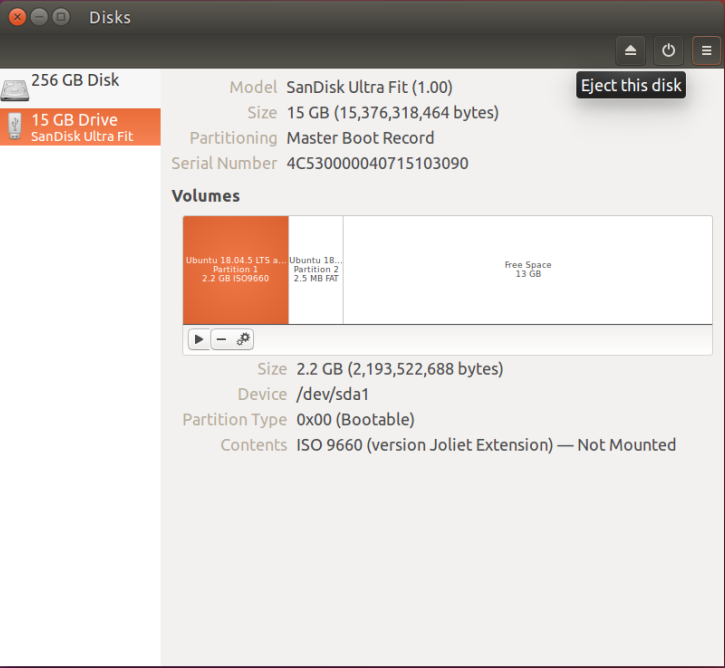 Disks
Eject this disk
256 GB Disk
15 GB Drive
SanDisk Ultra Fit
Model SanDisk Ultra Fit (1.00)
Size 15 GB (15,376,318,464 bytes)
Partitioning Master Boot Record
Serial Number 4C530000040715103090
Volumes
Ubuntu 18.04.5 LTS a...
Partition 1
2.2 GB ISO9660
Ubuntu 18...
Partition 2
2.5 MB FAT
Free Space
13 GB
Size 2.2 GB (2,193,522,688 bytes)
Device /dev/sda1
Partition Type 0x00 (Bootable)
Contents ISO 9660 (version Joliet Extension) — Not Mounted